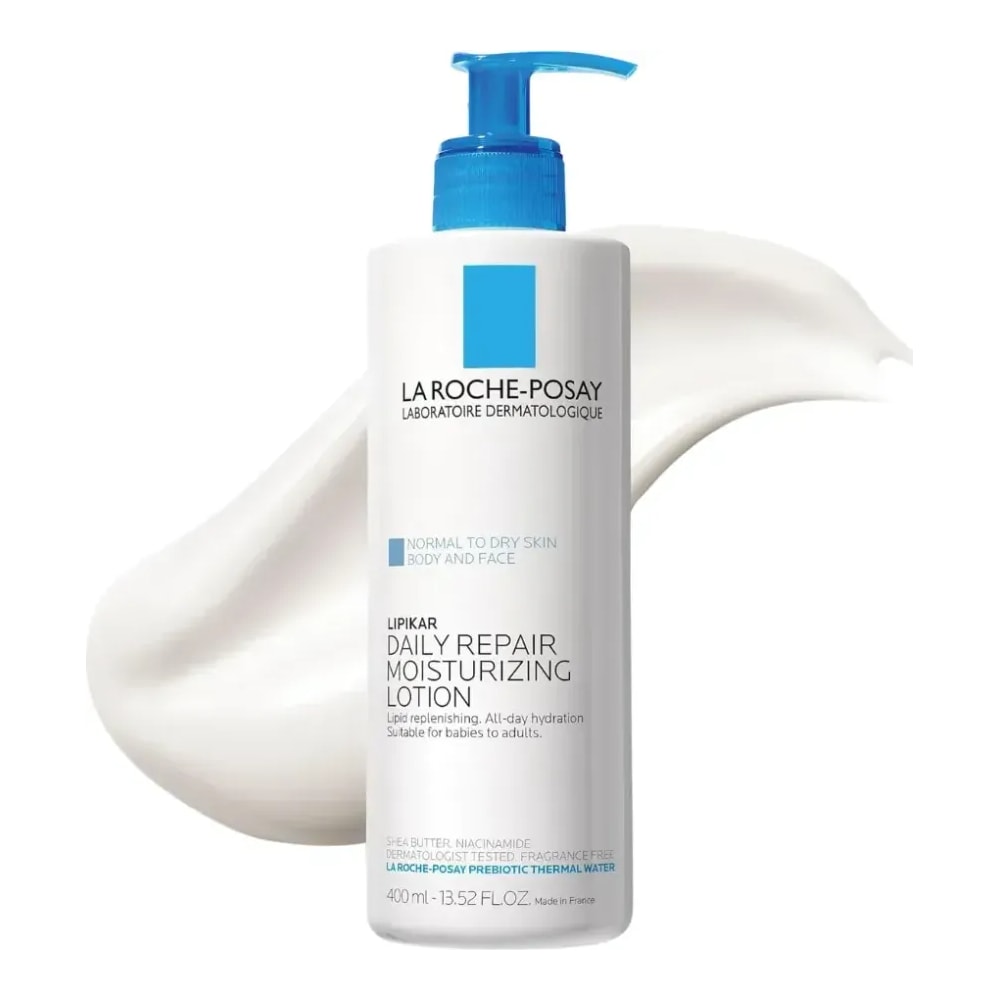 LA ROCHE-POSAY
LABORATOIRE DERMATOLOGIQUE
NORMAL TO DRY SKIN
BODY AND FACE
LIPIKAR
DAILY REPAIR
MOISTURIZING
LOTION
Lipid replenishing. All-day hydration
Suitable for babies to adults.
SHEA BUTTER, NIACINAMIDE
DERMATOLOGIST TESTED. FRAGRANCE FREE
LA ROCHE-POSAY PREBIOTIC THERMAL WATER
400 ml - 13.52 FL.OZ. Made in France